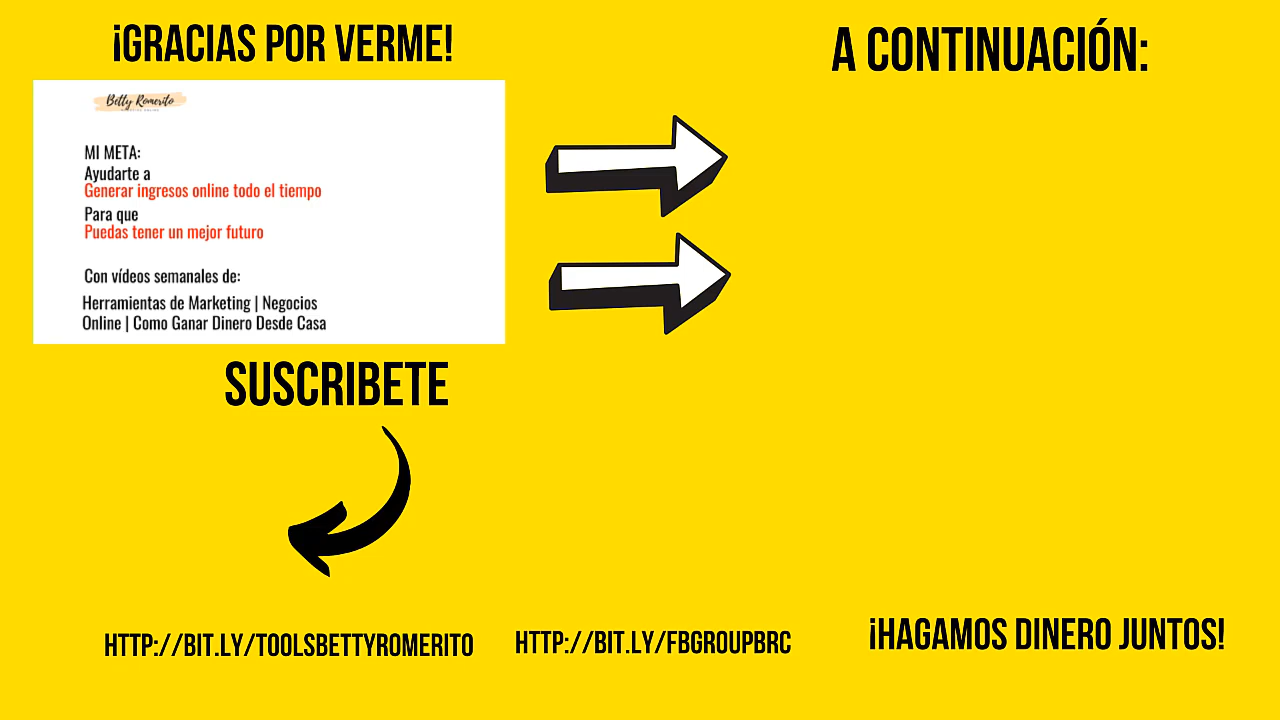 ¡GRACIAS POR VERME!
A CONTINUACIÓN:
Betty Romerito
MI META:
Ayudarte a
Generar ingresos online todo el tiempo
Para que
Puedas tener un mejor futuro
Con vídeos semanales de:
Herramientas de Marketing | Negocios
Online | Como Ganar Dinero Desde Casa
SUSCRIBETE
HTTP://BIT.LY/TOOLSBETTYROMERITO
HTTP://BIT.LY/FBGROUPBRC
¡HAGAMOS DINERO JUNTOS!